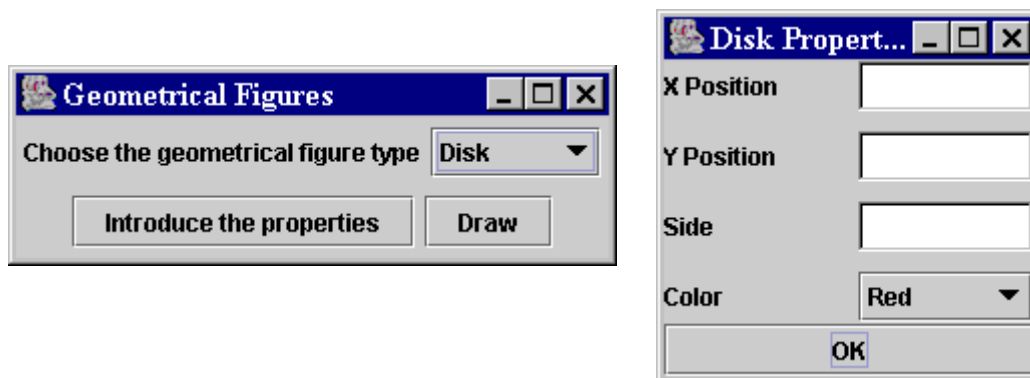 Geometrical Figures
Choose the geometrical figure type Disk
Introduce the properties Draw
Disk Propert...
X Position
Y Position
Side
Color Red
OK